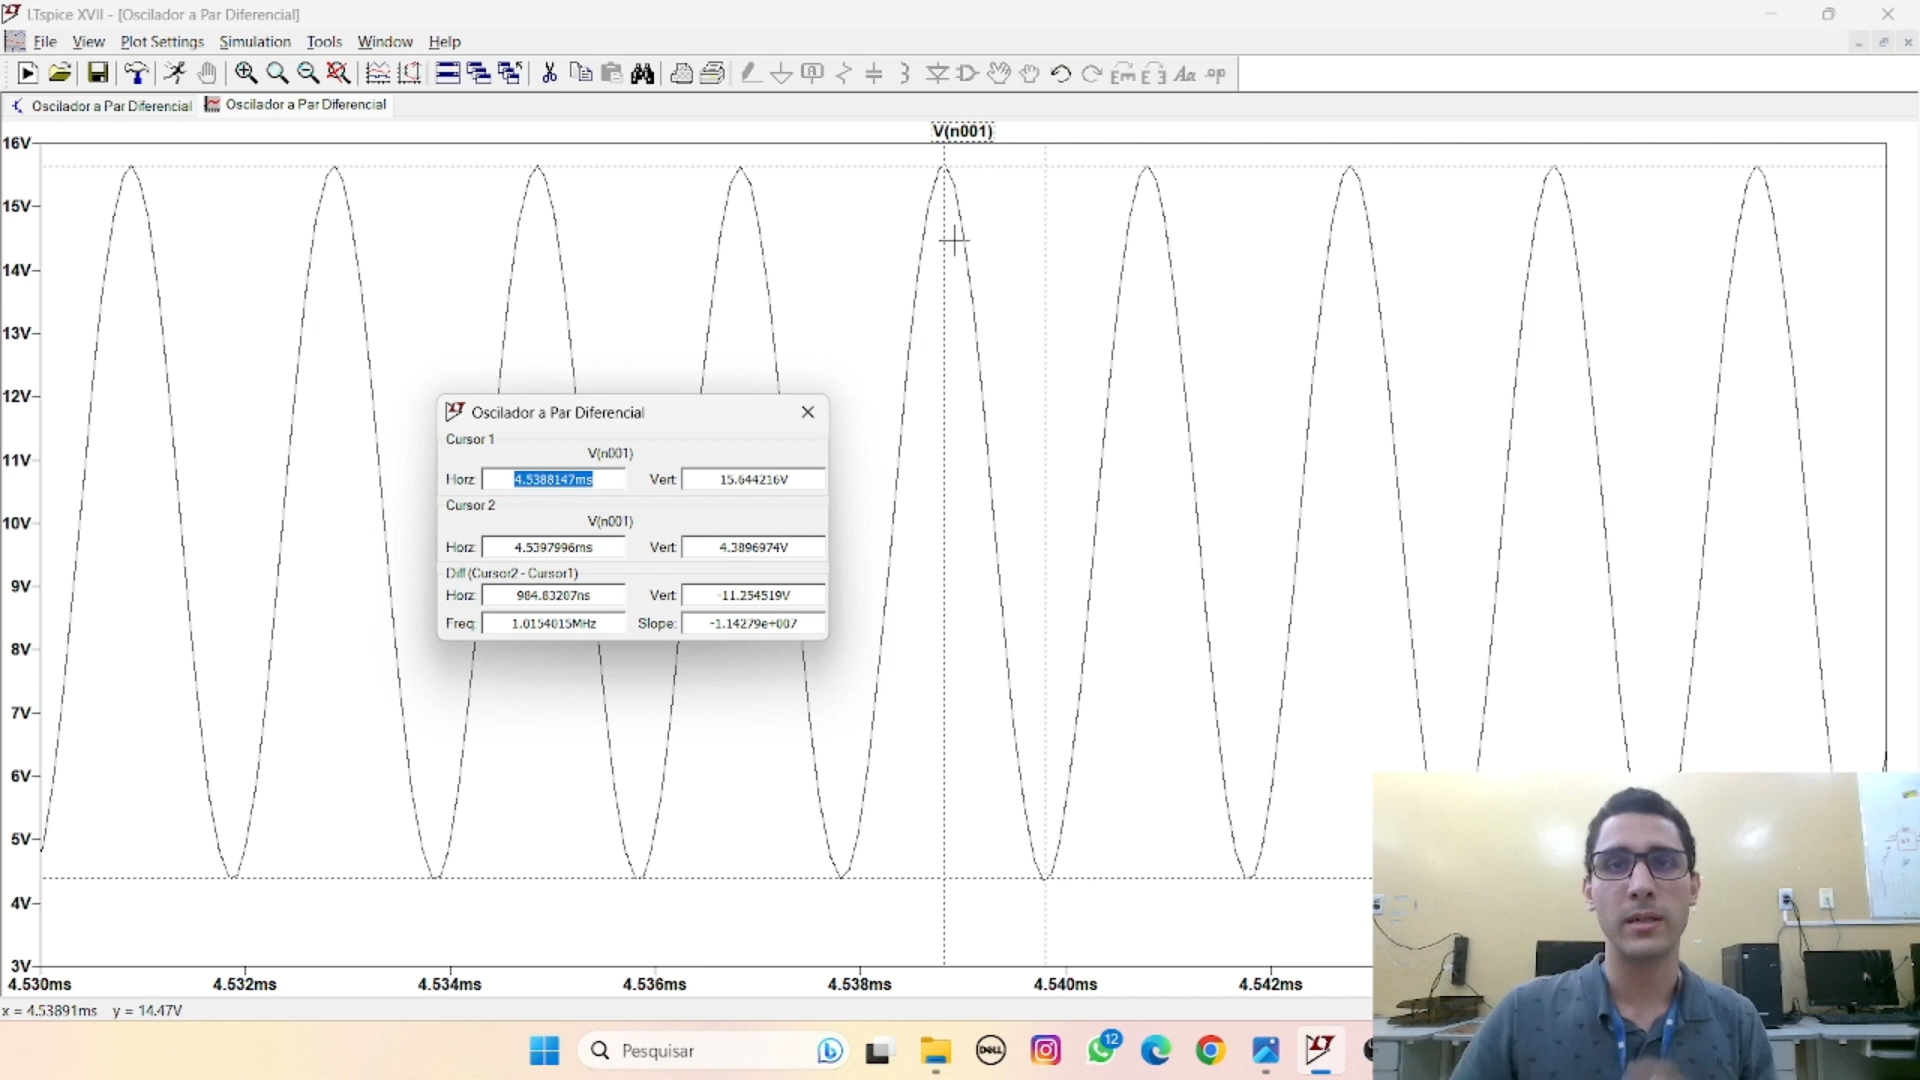 LTspice XVII - [Oscilador a Par Diferencial]
File View Plot Settings Simulation Tools Window Help
Oscilador a Par Diferencial Oscilador a Par Diferencial
V(n001)
16V
15V
14V
13V
12V
11V
10V
9V
8V
7V
6V
5V
4V
3V
Oscilador a Par Diferencial
Cursor 1
V(n001)
Horz: 4.5388147ms Vert: 15.644216V
Cursor 2
V(n001)
Horz: 4.5397996ms Vert: 4.3896974V
Diff (Cursor2 - Cursor1)
Horz: 984.83207ns Vert: -11.254519V
Freq: 1.0154015MHz Slope: -1.14279e+007
4.530ms 4.532ms 4.534ms 4.536ms 4.538ms 4.540ms 4.542ms
x = 4.53891ms y = 14.47V
Pesquisar
DELL
12